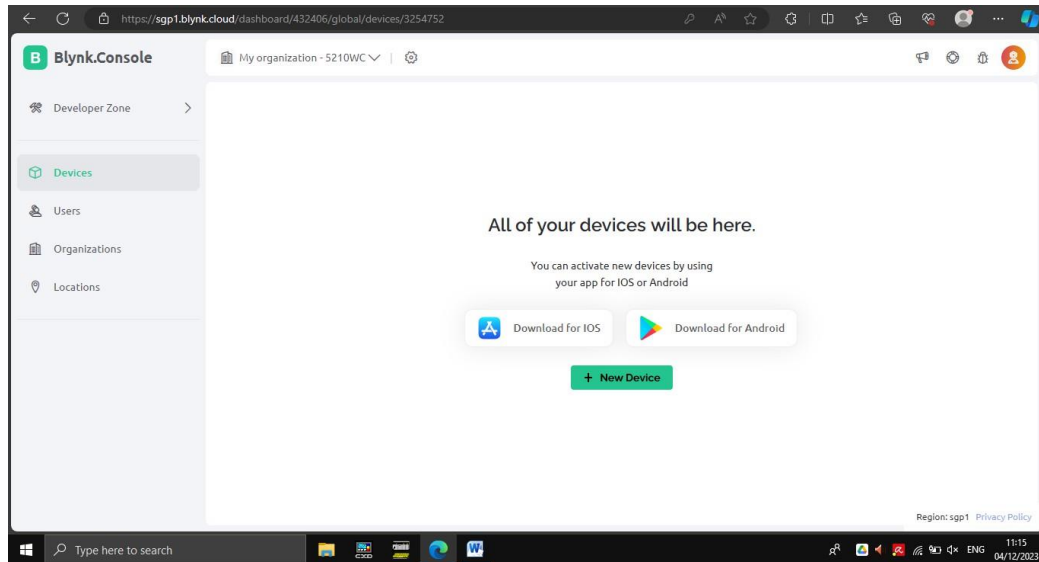 https://sgp1.blynk.cloud/dashboard/432406/global/devices/3254752
B Blynk.Console
My organization - 5210WC
Developer Zone
Devices
Users
Organizations
Locations
All of your devices will be here.
You can activate new devices by using
your app for IOS or Android
Download for IOS
Download for Android
+ New Device
Region: sgp1 Privacy Policy
Type here to search
ENG
11:15
04/12/2023